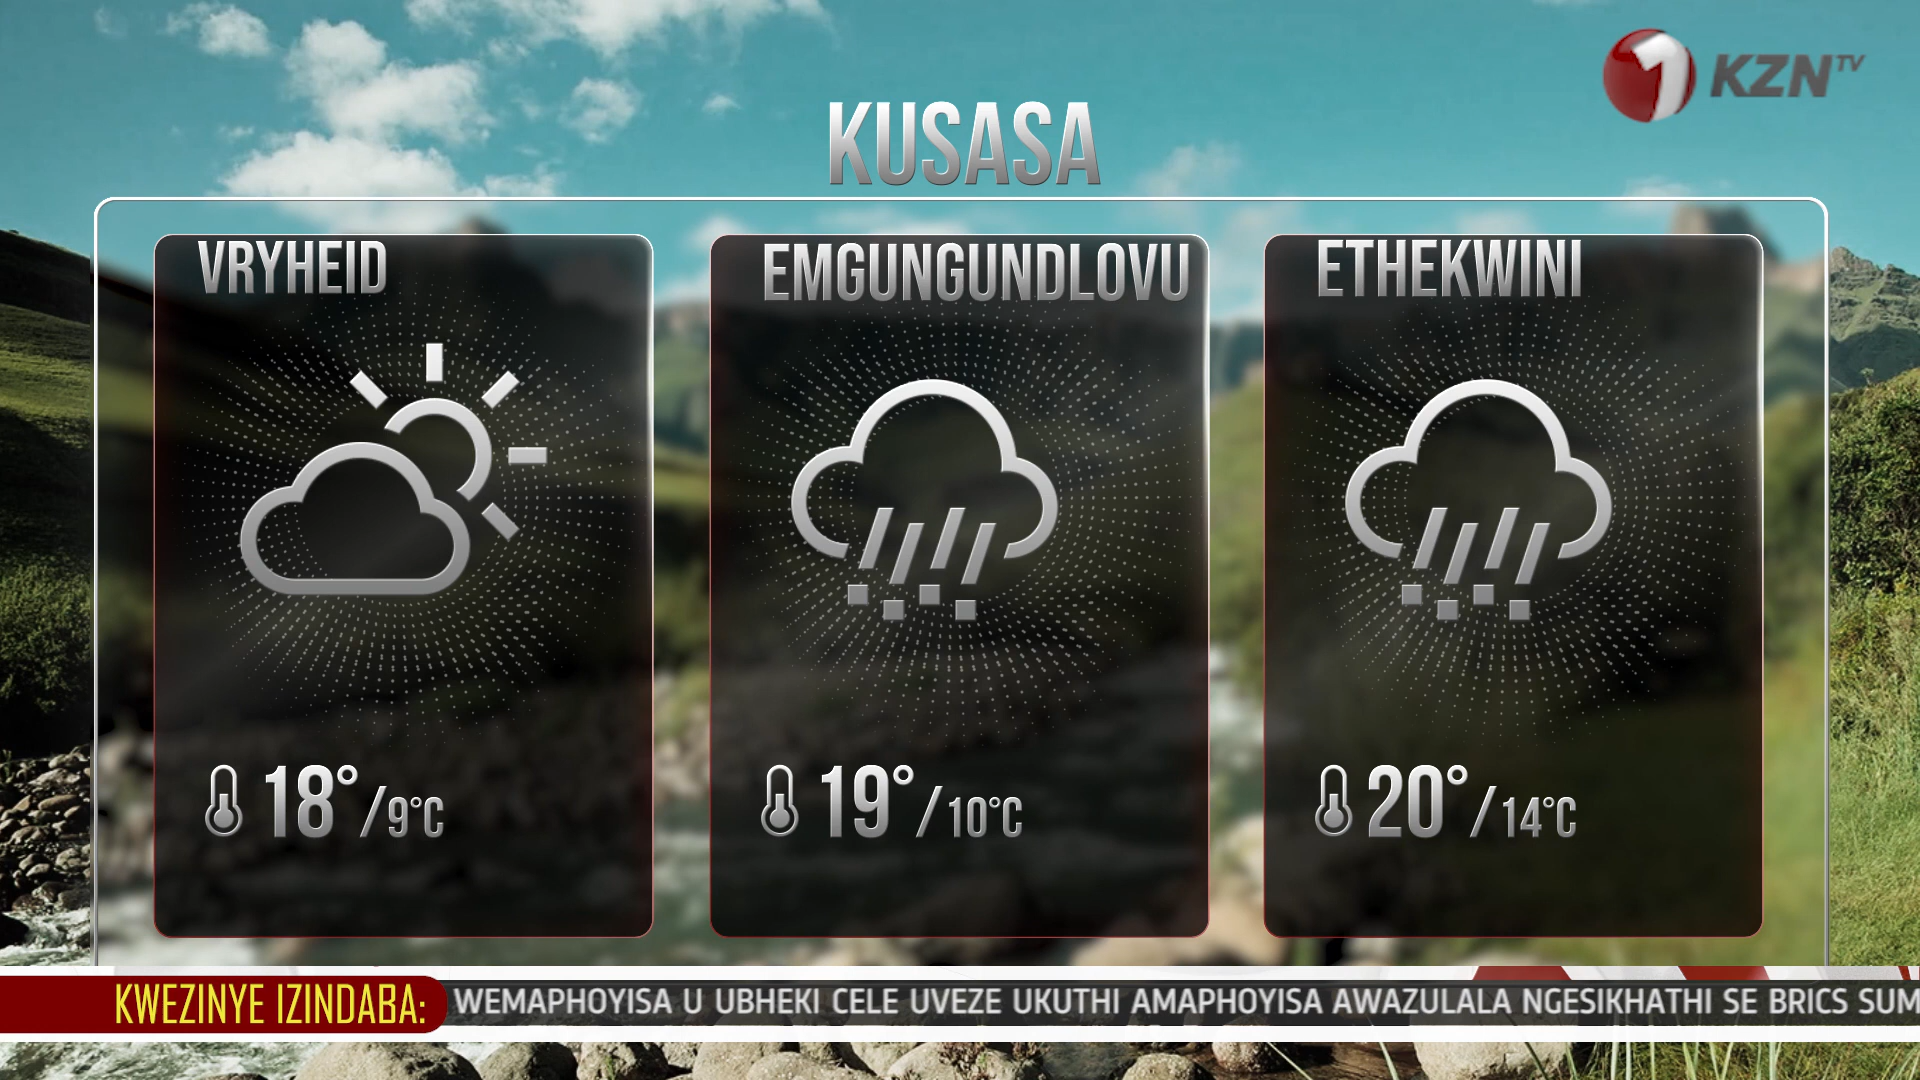 1 KZN TV
KUSASA
VRYHEID
18°/9°C
EMGUNGUNDLOVU
19°/10°C
ETHEKWINI
20°/14°C
KWEZINYE IZINDABA: WEMAPHOYISA U UBHEKI CELE UVEZE UKUTHI AMAPHOYISA AWAZULALA NGESIKHATHI SE BRICS SUM